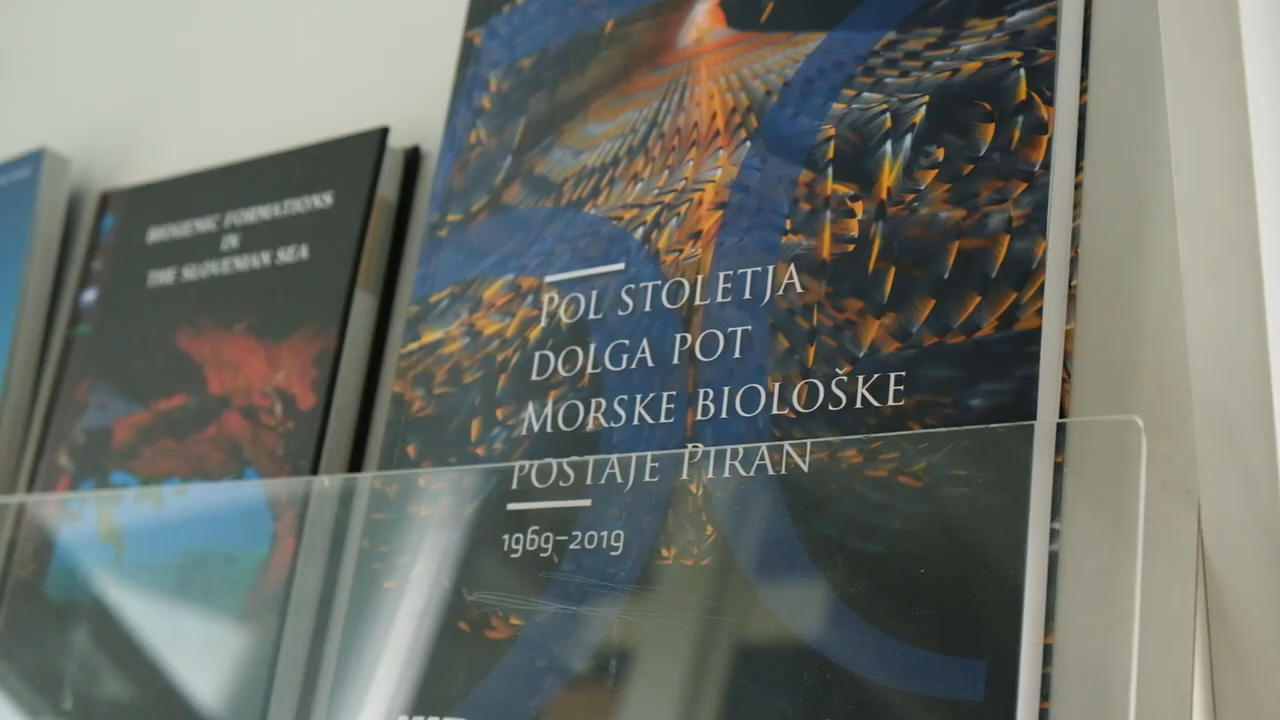 BIOGENIC FORMATIONS
IN
THE SLOVENIAN SEA
POL STOLETJA
DOLGA POT
MORSKE BIOLOŠKE
POSTAJE PIRAN
1969–2019